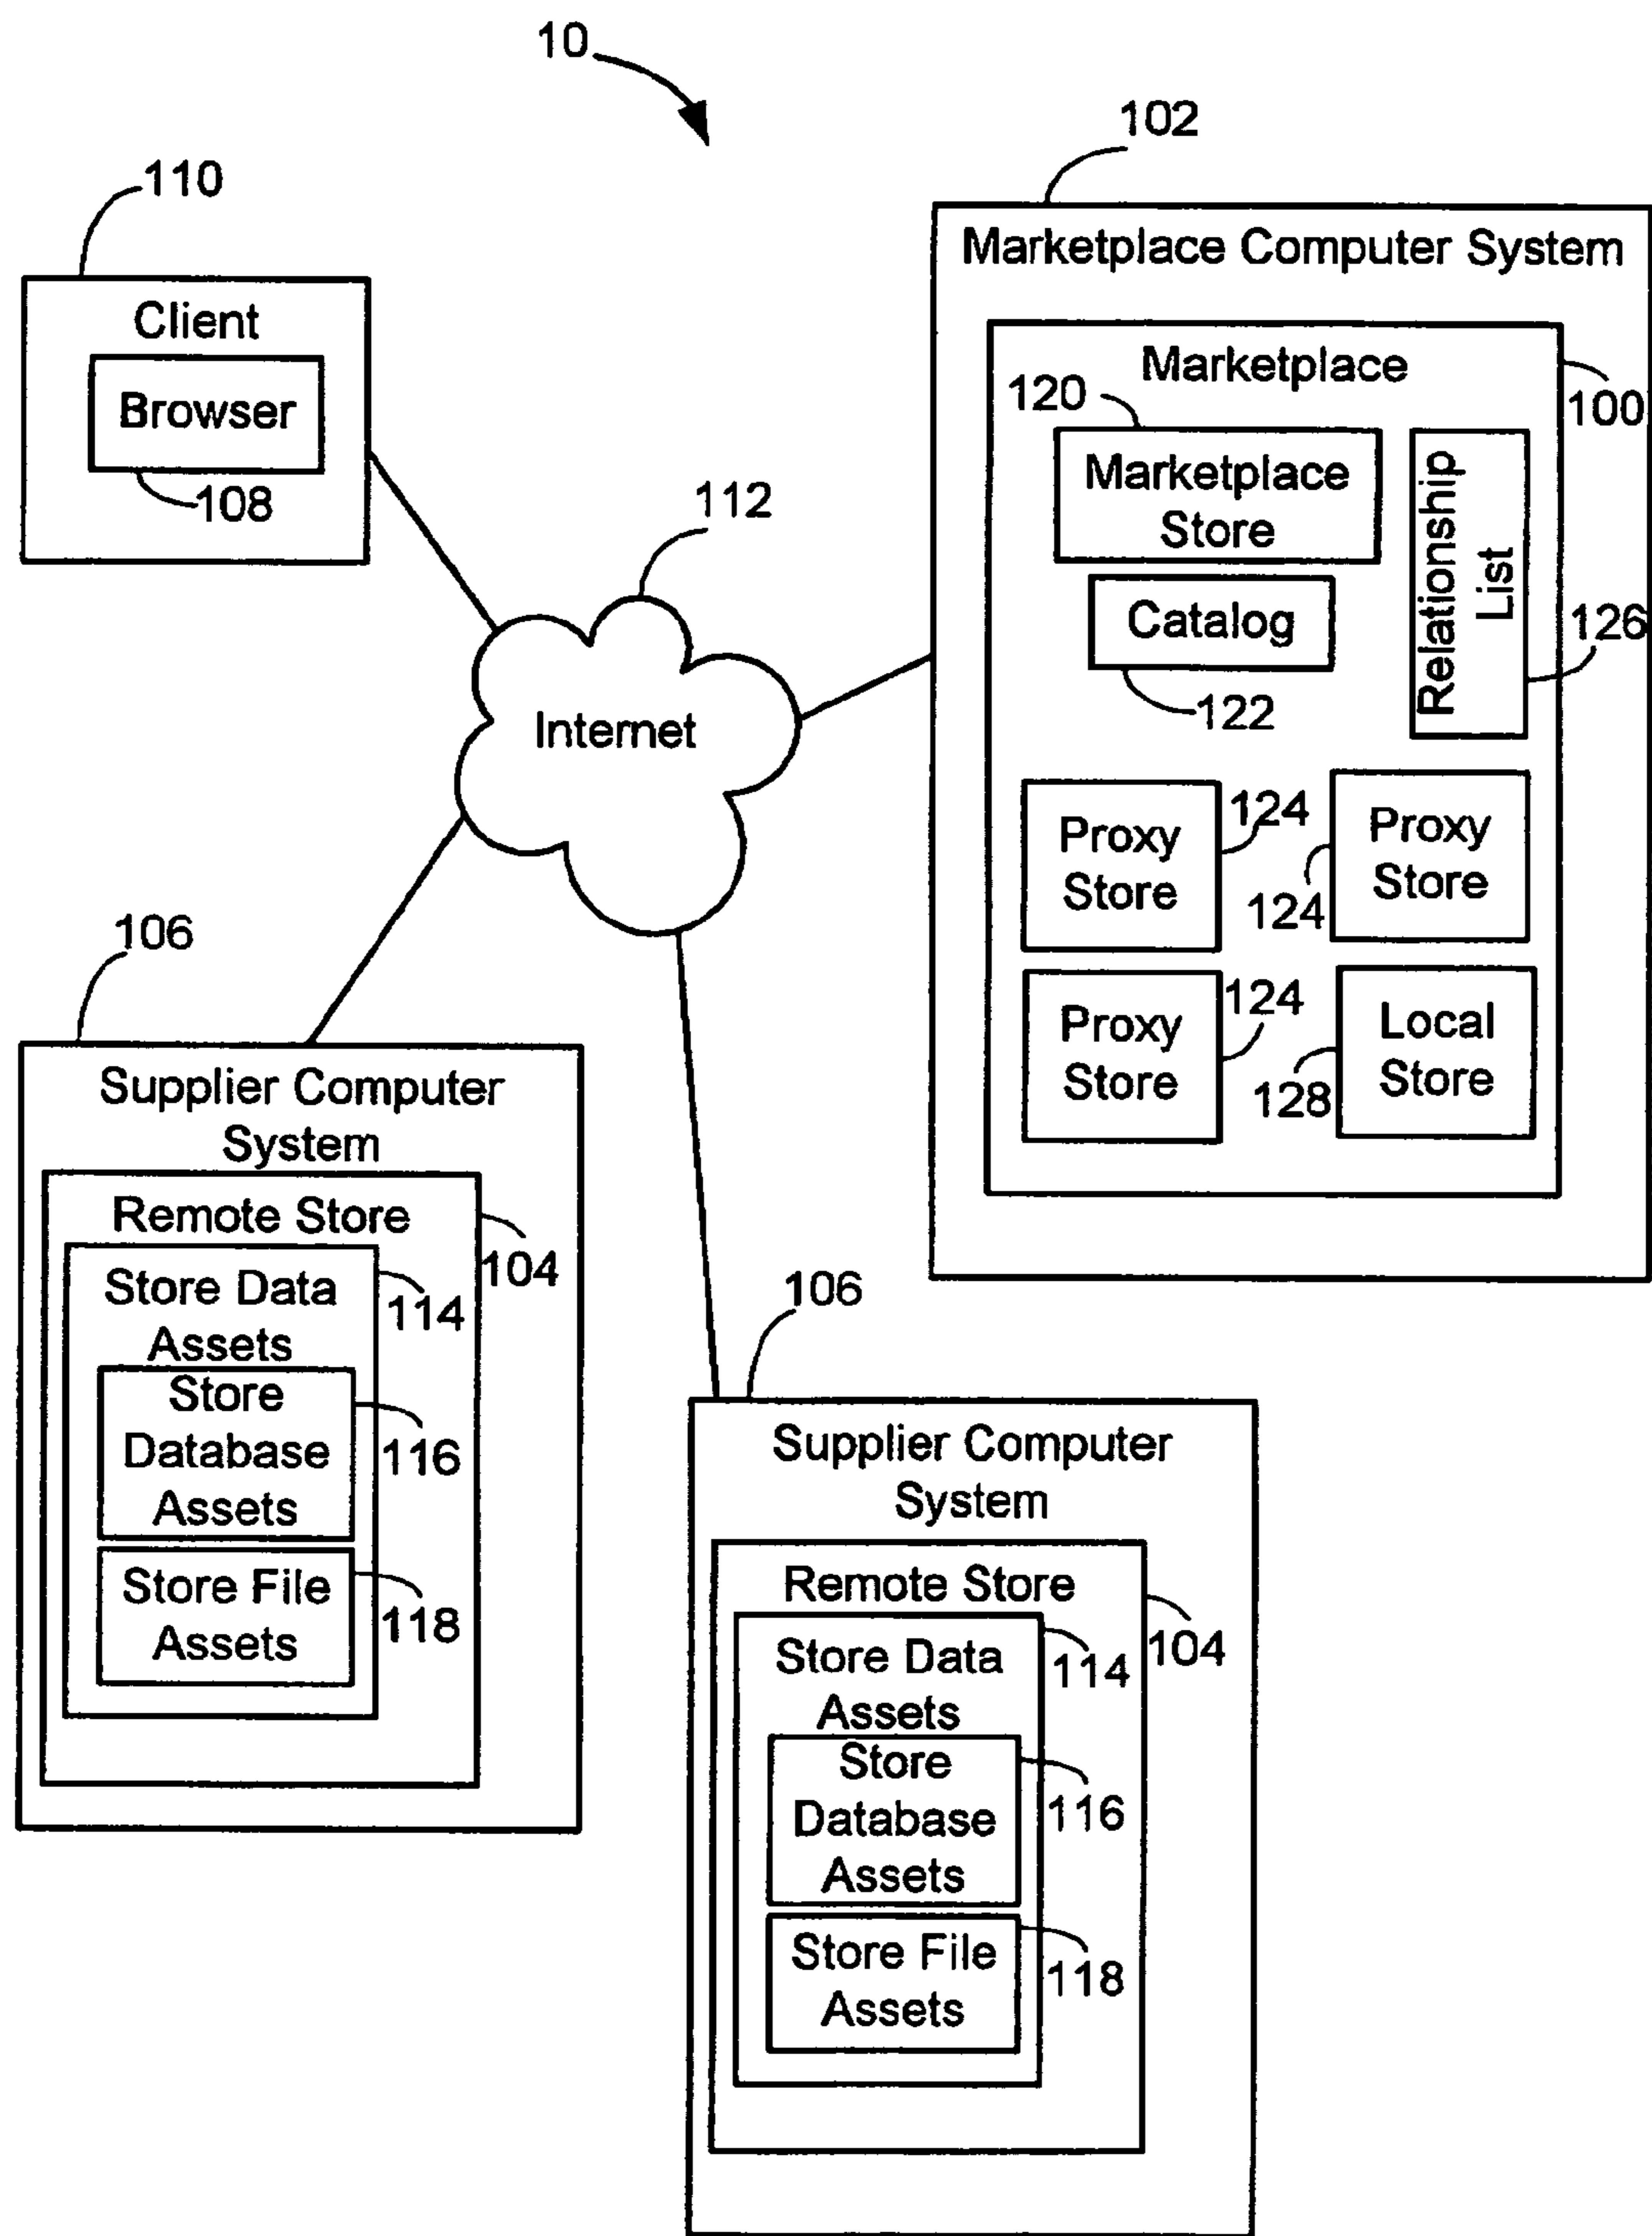 10
102
110
Marketplace Computer System
Client
Browser
108
Marketplace
100
120
Marketplace
Store
Relationship
List
126
Catalog
122
112
Internet
Proxy
Store
124
Proxy
Store
124
Proxy
Store
124
Local
Store
128
106
Supplier Computer
System
Remote Store
104
Store Data
Assets
114
Store
Database
Assets
116
Store File
Assets
118
106
Supplier Computer
System
Remote Store
104
Store Data
Assets
114
Store
Database
Assets
116
Store File
Assets
118